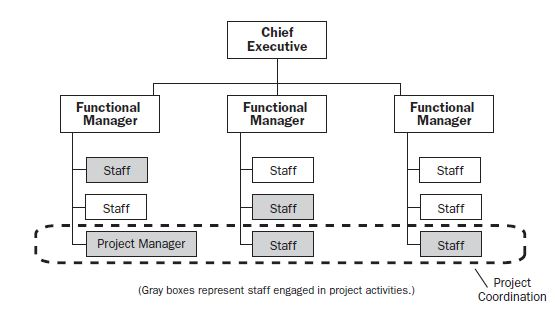 Chief
Executive
Functional
Manager
Functional
Manager
Functional
Manager
Staff
Staff
Staff
Staff
Staff
Staff
Project Manager
Staff
Staff
(Gray boxes represent staff engaged in project activities.)
Project
Coordination